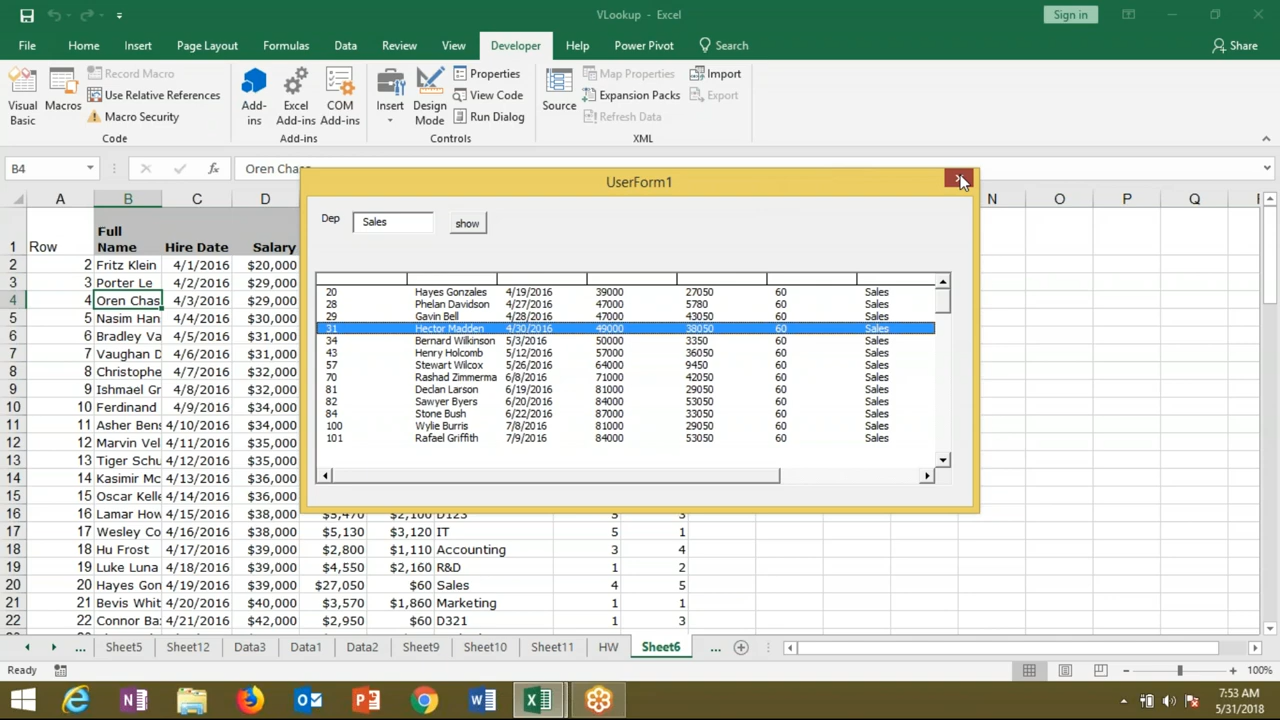 VLookup - Excel
Sign in
File Home Insert Page Layout Formulas Data Review View Developer Help Power Pivot Search Share
Visual Basic
Macros
Record Macro
Use Relative References
Macro Security
Code
Add-ins
Excel Add-ins
COM Add-ins
Add-ins
Insert
Design Mode
Properties
View Code
Run Dialog
Controls
Source
Map Properties
Expansion Packs
Refresh Data
Import
Export
XML
B4 fx Oren Chas
A B C D N O P Q
1 Row Full Name Hire Date Salary
2 2 Fritz Klein 4/1/2016 $20,000
3 3 Porter Le 4/2/2016 $29,000
4 4 Oren Chas 4/3/2016 $29,000
5 5 Nasim Han 4/4/2016 $30,000
6 6 Bradley Va 4/5/2016 $31,000
7 7 Vaughan D 4/6/2016 $31,000
8 8 Christophe 4/7/2016 $32,000
9 9 Ishmael Gr 4/8/2016 $32,000
10 10 Ferdinand 4/9/2016 $34,000
11 11 Asher Bens 4/10/2016 $34,000
12 12 Marvin Vel 4/11/2016 $35,000
13 13 Tiger Schu 4/12/2016 $35,000
14 14 Kasimir Mc 4/13/2016 $36,000
15 15 Oscar Kelle 4/14/2016 $36,000
16 16 Lamar How 4/15/2016 $38,000 $5,470 $2,100 D123 5 3
17 17 Wesley Co 4/16/2016 $38,000 $5,130 $3,120 IT 5 1
18 18 Hu Frost 4/17/2016 $39,000 $2,800 $1,110 Accounting 3 4
19 19 Luke Luna 4/18/2016 $39,000 $4,550 $2,160 R&D 1 2
20 20 Hayes Gon 4/19/2016 $39,000 $27,050 $60 Sales 4 5
21 21 Bevis Whit 4/20/2016 $40,000 $3,570 $1,860 Marketing 1 1
22 22 Connor Ba 4/21/2016 $42,000 $2,950 $60 D321 1 3
UserForm1
Dep Sales show
20 Hayes Gonzales 4/19/2016 39000 27050 60 Sales
28 Phelan Davidson 4/27/2016 47000 5780 60 Sales
29 Gavin Bell 4/28/2016 47000 43050 60 Sales
31 Hector Madden 4/30/2016 49000 38050 60 Sales
34 Bernard Wilkinson 5/3/2016 50000 3350 60 Sales
43 Henry Holcomb 5/12/2016 57000 36050 60 Sales
57 Stewart Wilcox 5/26/2016 64000 9450 60 Sales
70 Rashad Zimmerma 6/8/2016 71000 42050 60 Sales
81 Declan Larson 6/19/2016 81000 29050 60 Sales
82 Sawyer Byers 6/20/2016 84000 53050 60 Sales
84 Stone Bush 6/22/2016 87000 33050 60 Sales
100 Wylie Burris 7/8/2016 81000 29050 60 Sales
101 Rafael Griffith 7/9/2016 84000 53050 60 Sales
... Sheet5 Sheet12 Data3 Data1 Data2 Sheet9 Sheet10 Sheet11 HW Sheet6 ...
Ready 100%
7:53 AM
5/31/2018